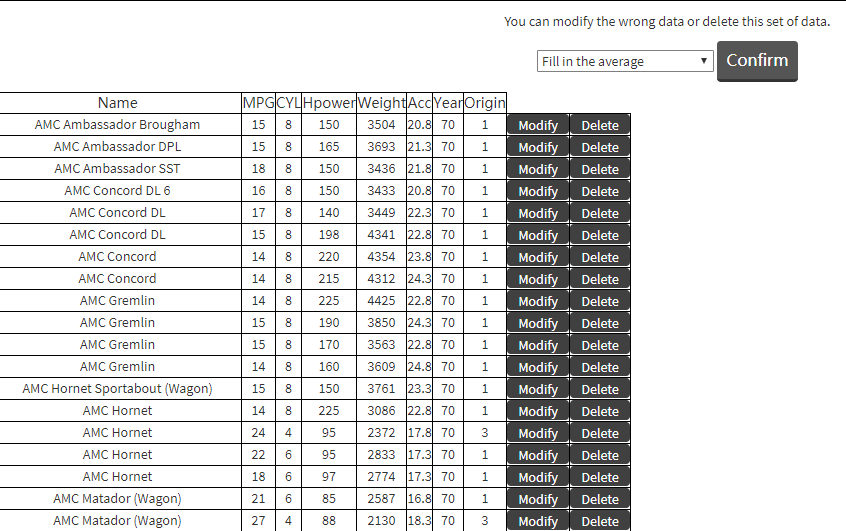 You can modify the wrong data or delete this set of data.
Fill in the average Confirm
Name MPG CYL Hpower Weight Acc Year Origin
AMC Ambassador Brougham 15 8 150 3504 20.8 70 1 Modify Delete
AMC Ambassador DPL 15 8 165 3693 21.3 70 1 Modify Delete
AMC Ambassador SST 18 8 150 3436 21.8 70 1 Modify Delete
AMC Concord DL 6 16 8 150 3433 20.8 70 1 Modify Delete
AMC Concord DL 17 8 140 3449 22.3 70 1 Modify Delete
AMC Concord DL 15 8 198 4341 22.8 70 1 Modify Delete
AMC Concord 14 8 220 4354 23.8 70 1 Modify Delete
AMC Concord 14 8 215 4312 24.3 70 1 Modify Delete
AMC Gremlin 14 8 225 4425 22.8 70 1 Modify Delete
AMC Gremlin 15 8 190 3850 24.3 70 1 Modify Delete
AMC Gremlin 15 8 170 3563 22.8 70 1 Modify Delete
AMC Gremlin 14 8 160 3609 24.8 70 1 Modify Delete
AMC Hornet Sportabout (Wagon) 15 8 150 3761 23.3 70 1 Modify Delete
AMC Hornet 14 8 225 3086 22.8 70 1 Modify Delete
AMC Hornet 24 4 95 2372 17.8 70 3 Modify Delete
AMC Hornet 22 6 95 2833 17.3 70 1 Modify Delete
AMC Hornet 18 6 97 2774 17.3 70 1 Modify Delete
AMC Matador (Wagon) 21 6 85 2587 16.8 70 1 Modify Delete
AMC Matador (Wagon) 27 4 88 2130 18.3 70 3 Modify Delete